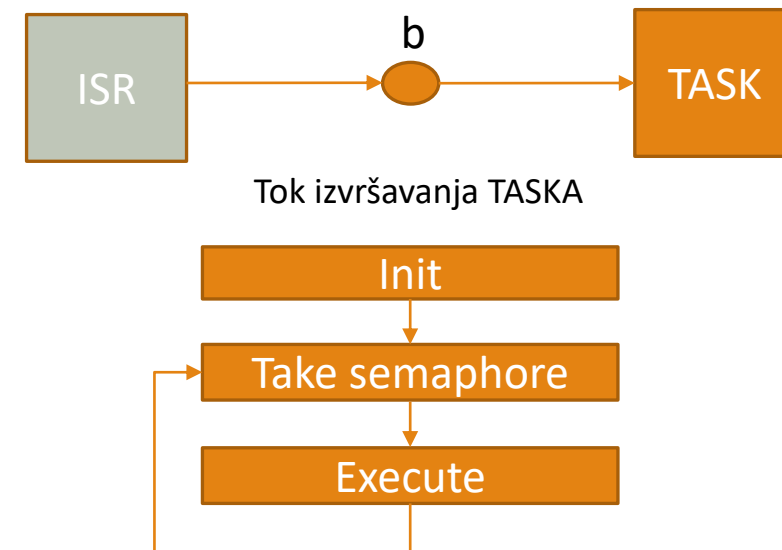 b
ISR
TASK
Tok izvršavanja TASKA
Init
Take semaphore
Execute